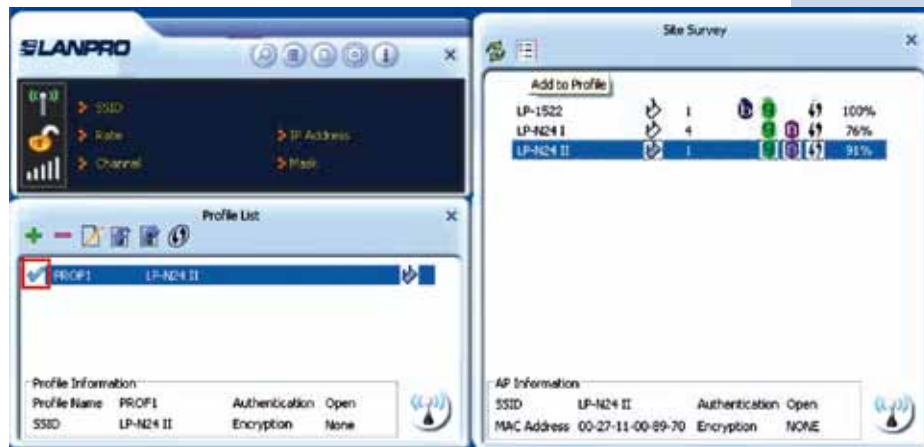 LANPRO
SSID
Rate
IP Address
Channel
Mask
Profile List
PROF1 LP-N24 II
Profile Information
Profile Name PROF1 Authentication Open
SSID LP-N24 II Encryption None
Site Survey
Add to Profile
LP-1522 1 b g 100%
LP-N24 1 4 g n 76%
LP-N24 II 1 g n 91%
AP Information
SSID LP-N24 II Authentication Open
MAC Address 00-27-11-00-89-70 Encryption NONE